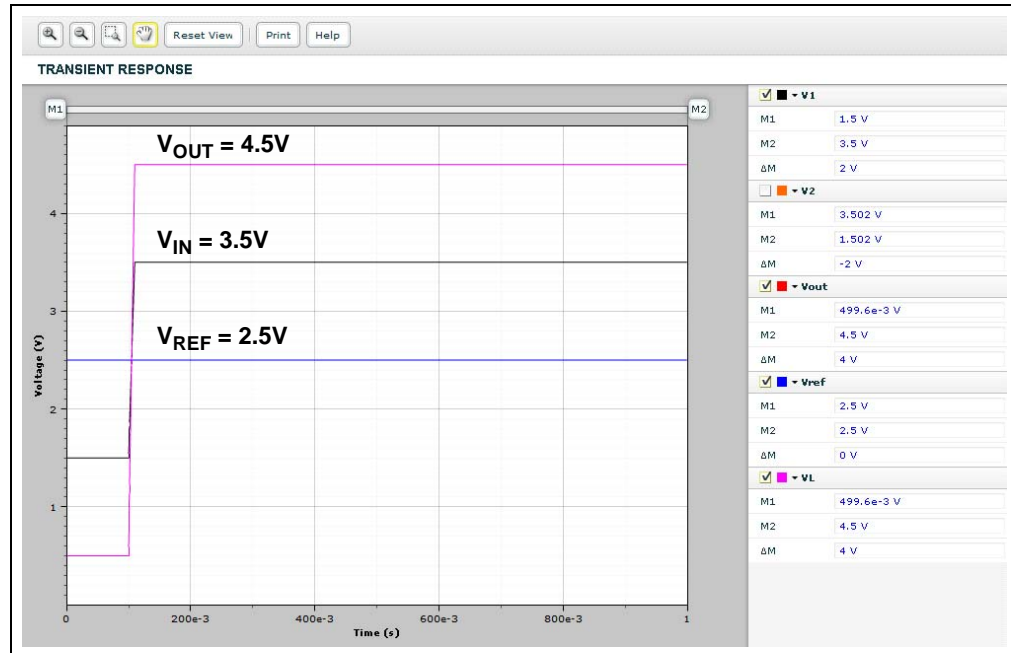 Reset View Print Help
TRANSIENT RESPONSE
M1 M2
V_OUT = 4.5V
V_IN = 3.5V
V_REF = 2.5V
4
3
2
1
Voltage (V)
0 200e-3 400e-3 600e-3 800e-3 1
Time (s)
V1
M1 1.5 V
M2 3.5 V
ΔM 2 V
V2
M1 3.502 V
M2 1.502 V
ΔM -2 V
Vout
M1 499.6e-3 V
M2 4.5 V
ΔM 4 V
Vref
M1 2.5 V
M2 2.5 V
ΔM 0 V
VL
M1 499.6e-3 V
M2 4.5 V
ΔM 4 V